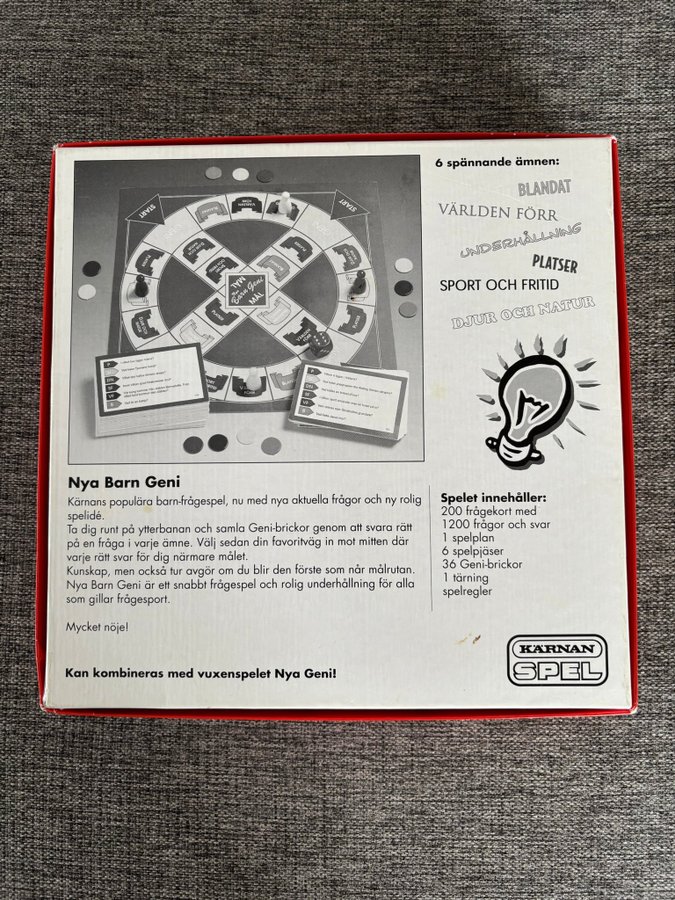 6 spännande ämnen:
BLANDAT
VÄRLDEN FÖRR
UNDERHÅLLNING
PLATSER
SPORT OCH FRITID
DJUR OCH NATUR
START
START
Barn Geni
MÅL
Nya Barn Geni
Kärnans populära barn-frågespel, nu med nya aktuella frågor och ny rolig
spelidé.
Ta dig runt på ytterbanan och samla Geni-brickor genom att svara rätt
på en fråga i varje ämne. Välj sedan din favoritväg in mot mitten där
varje rätt svar för dig närmare målet.
Kunskap, men också tur avgör om du blir den förste som når målrutan.
Nya Barn Geni är ett snabbt frågespel och rolig underhållning för alla
som gillar frågesport.
Mycket nöje!
Kan kombineras med vuxenspelet Nya Geni!
Spelet innehåller:
200 frågekort med
1200 frågor och svar
1 spelplan
6 spelpjäser
36 Geni-brickor
1 tärning
spelregler
KÄRNAN
SPEL